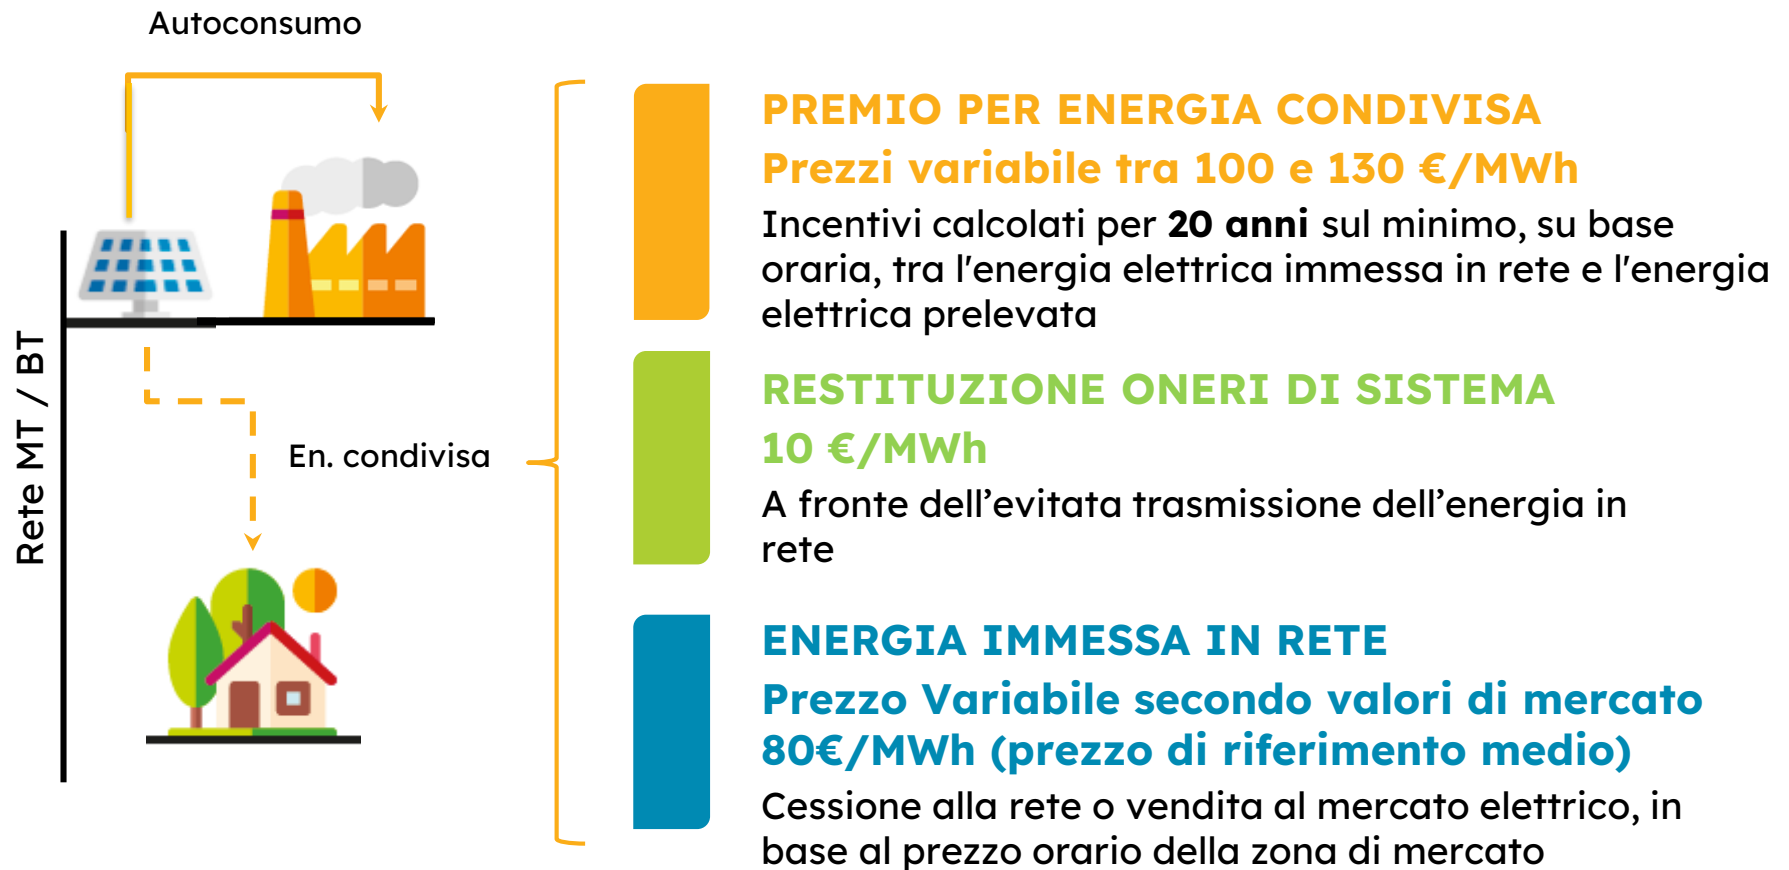 Autoconsumo
Rete MT / BT
En. condivisa
PREMIO PER ENERGIA CONDIVISA
Prezzi variabile tra 100 e 130 €/MWh
Incentivi calcolati per 20 anni sul minimo, su base
oraria, tra l'energia elettrica immessa in rete e l'energia
elettrica prelevata
RESTITUZIONE ONERI DI SISTEMA
10 €/MWh
A fronte dell’evitata trasmissione dell’energia in
rete
ENERGIA IMMESSA IN RETE
Prezzo Variabile secondo valori di mercato
80€/MWh (prezzo di riferimento medio)
Cessione alla rete o vendita al mercato elettrico, in
base al prezzo orario della zona di mercato